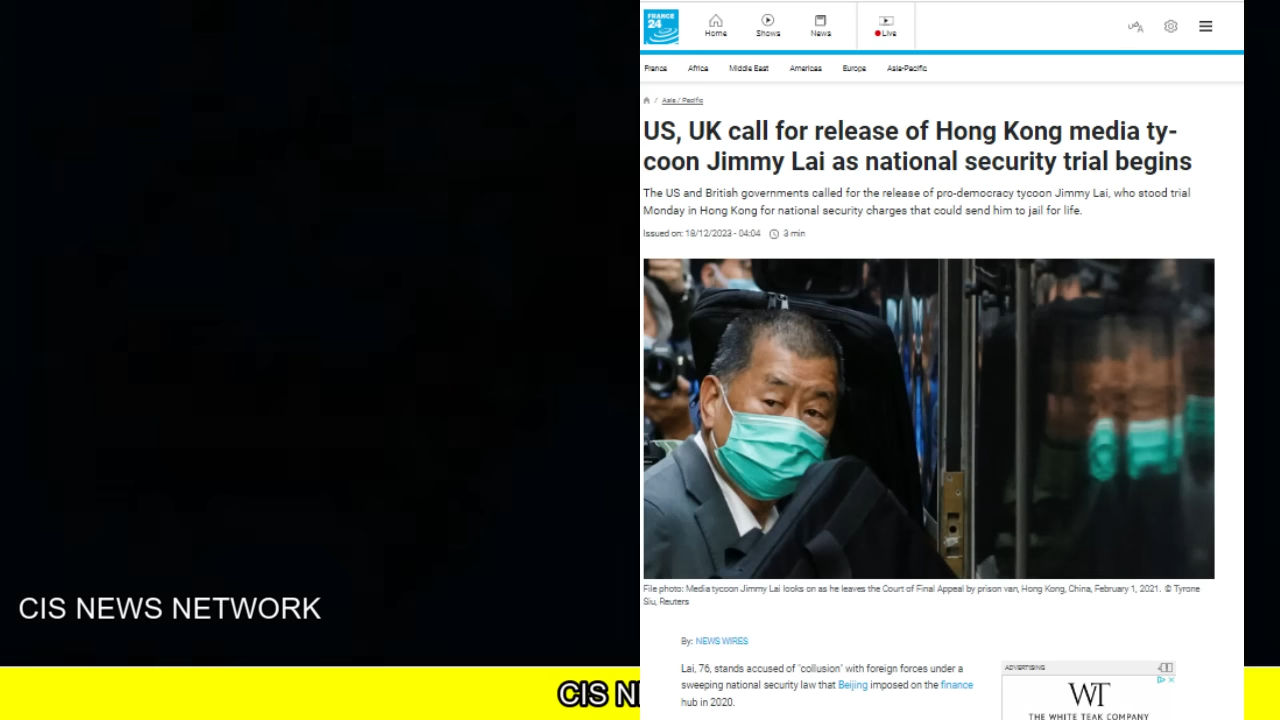 CIS NEWS NETWORK
CIS N
FRANCE
24
Home
Shows
News
Live
France Africa Middle East Americas Europe Asia-Pacific
/ Asia / Pacific
US, UK call for release of Hong Kong media ty-
coon Jimmy Lai as national security trial begins
The US and British governments called for the release of pro-democracy tycoon Jimmy Lai, who stood trial
Monday in Hong Kong for national security charges that could send him to jail for life.
Issued on: 18/12/2023 - 04:04 3 min
File photo: Media tycoon Jimmy Lai looks on as he leaves the Court of Final Appeal by prison van, Hong Kong, China, February 1, 2021. © Tyrone
Siu, Reuters
By: NEWS WIRES
Lai, 76, stands accused of "collusion" with foreign forces under a
sweeping national security law that Beijing imposed on the finance
hub in 2020.
ADVERTISING
WT
THE WHITE TEAK COMPANY